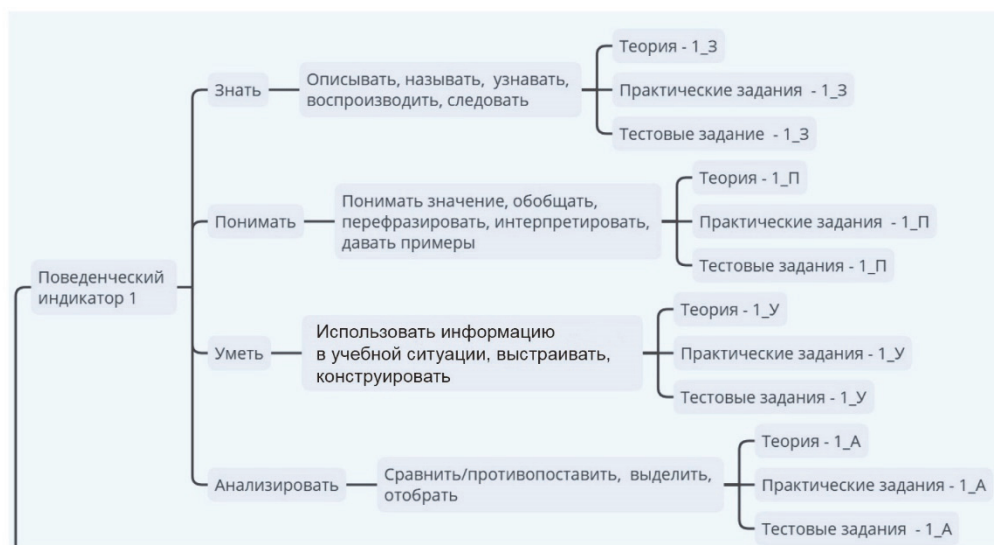 Теория - 1_З
Знать
Описывать, называть, узнавать,
воспроизводить, следовать
Практические задания - 1_З
Тестовые задание - 1_З
Теория - 1_П
Понимать
Понимать значение, обобщать,
перефразировать, интерпретировать,
давать примеры
Практические задания - 1_П
Тестовые задания - 1_П
Поведенческий
индикатор 1
Теория - 1_У
Уметь
Использовать информацию
в учебной ситуации, выстраивать,
конструировать
Практические задания - 1_У
Тестовые задания - 1_У
Теория - 1_А
Анализировать
Сравнить/противопоставить, выделить,
отобрать
Практические задания - 1_А
Тестовые задания - 1_А